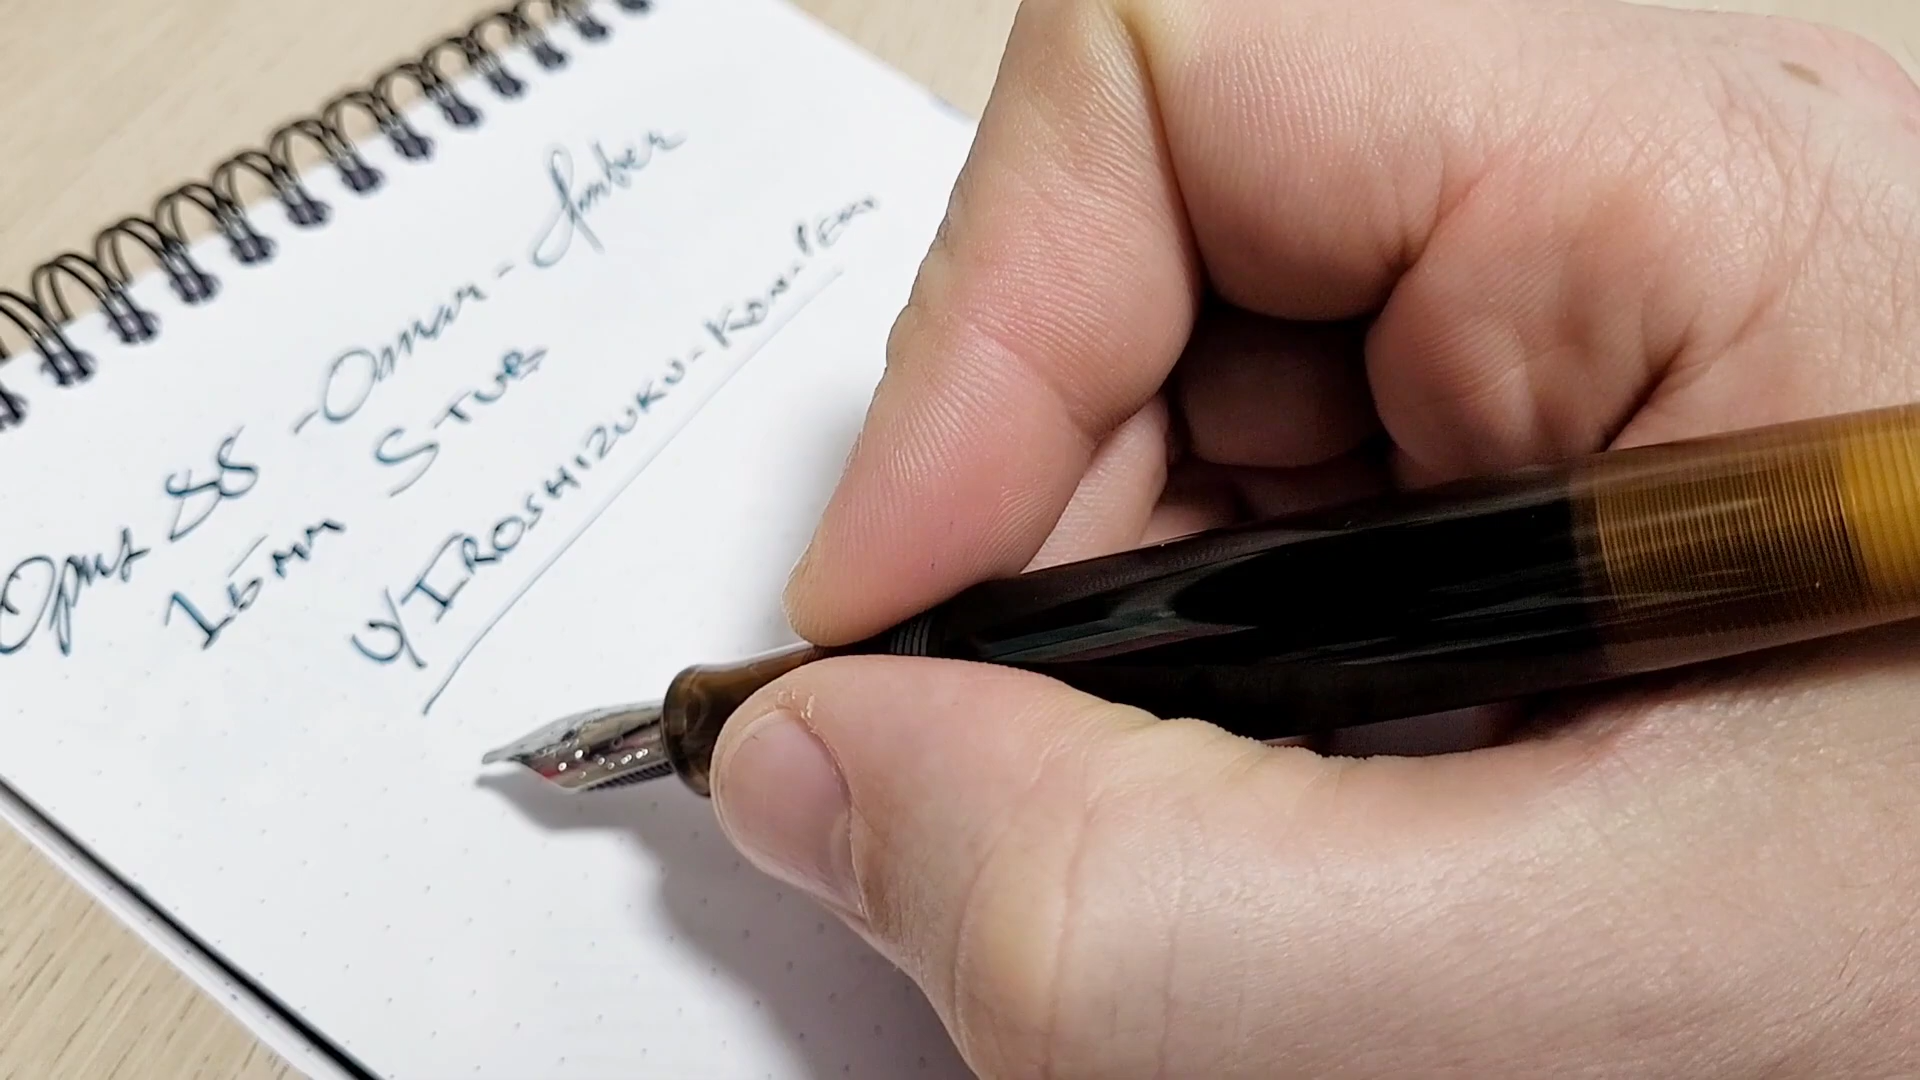 Opus 88 - Omar - Amber
1.5mm STUB
W/ IROSHIZUKU - KON-PEKI